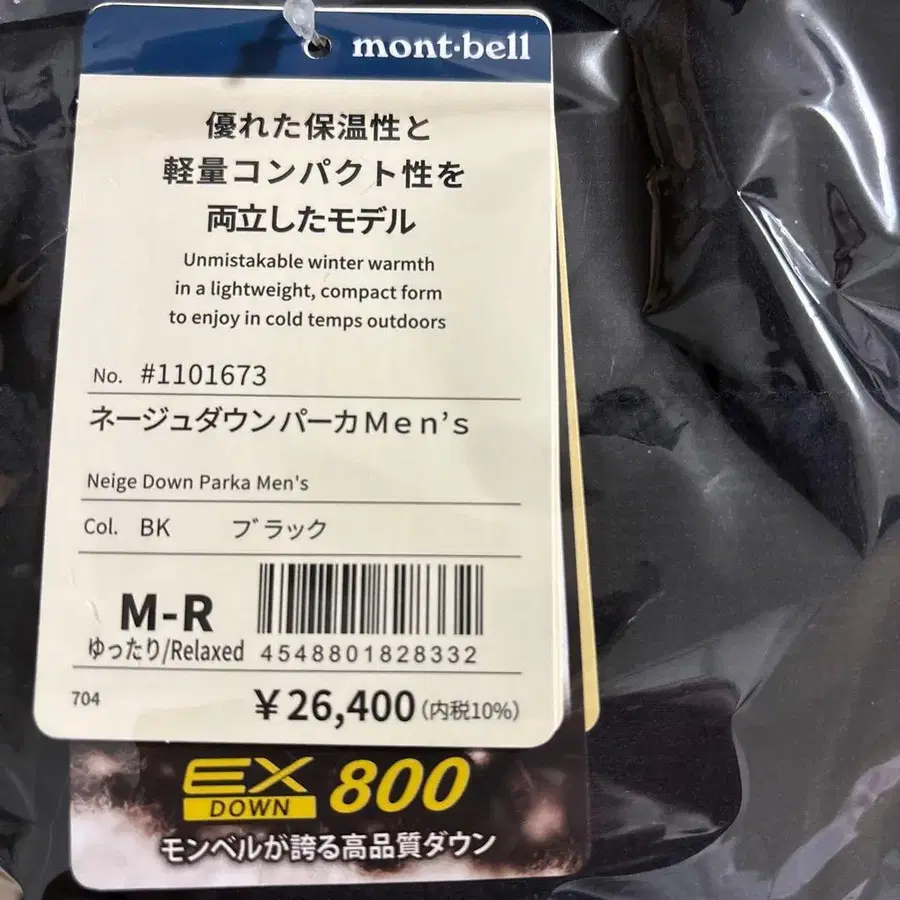 mont·bell
優れた保温性と
軽量コンパクト性を
両立したモデル
Unmistakable winter warmth
in a lightweight, compact form
to enjoy in cold temps outdoors
No. #1101673
ネージュダウンパーカMen's
Neige Down Parka Men's
Col. BK ブラック
M-R
ゆったり/Relaxed
4548801828332
704
¥26,400(内税10%)
EX DOWN 800
モンベルが誇る高品質ダウン